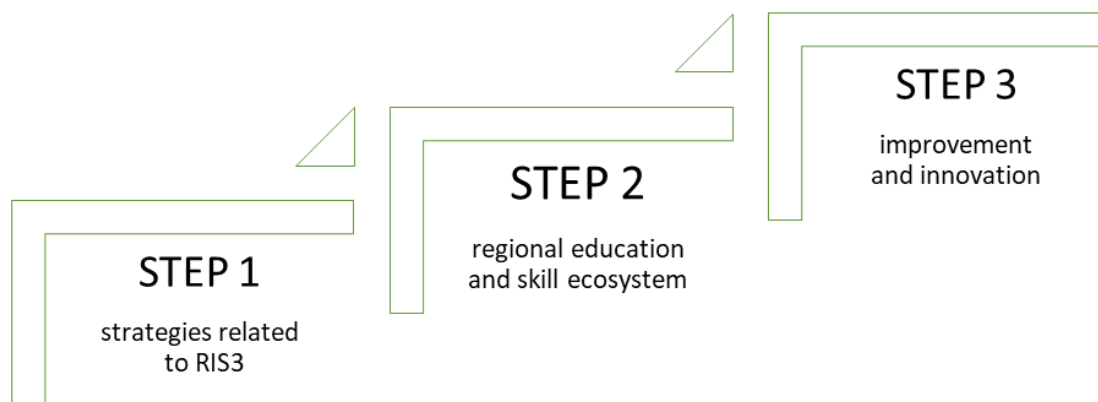 STEP 1
strategies related
to RIS3
STEP 2
regional education
and skill ecosystem
STEP 3
improvement
and innovation